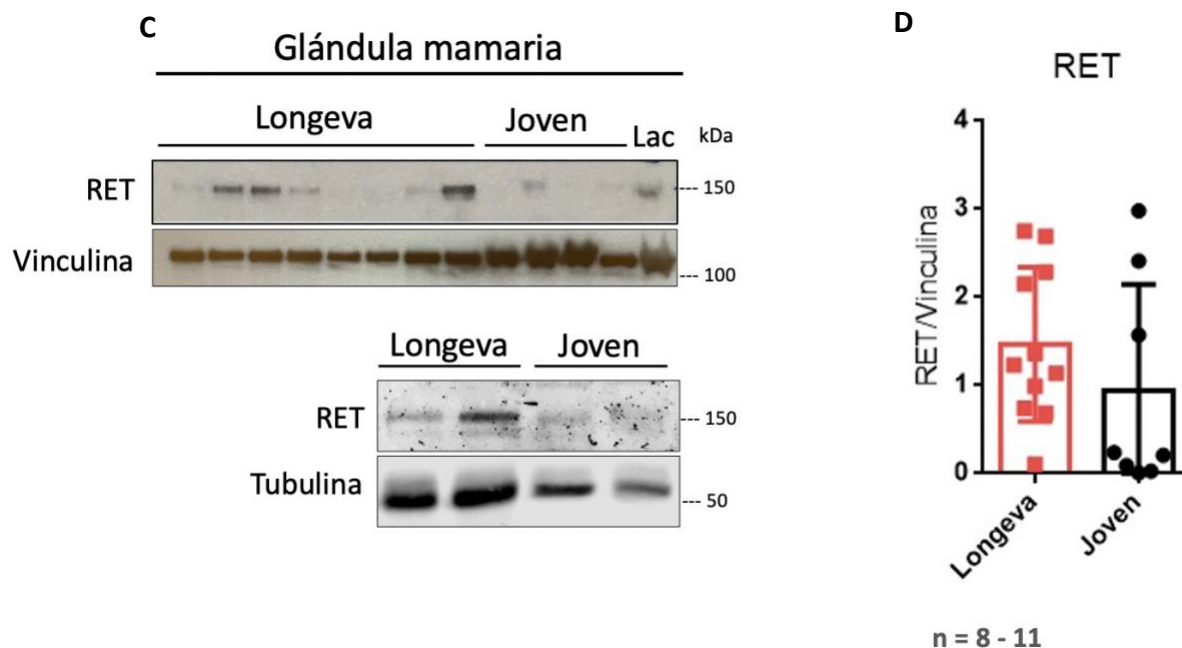 C
Glándula mamaria
Longeva Joven Lac kDa
RET --- 150
Vinculina --- 100
Longeva Joven
RET --- 150
Tubulina --- 50
D
RET
RET/Vinculina
4
3
2
1
0
Longeva
Joven
n = 8 - 11